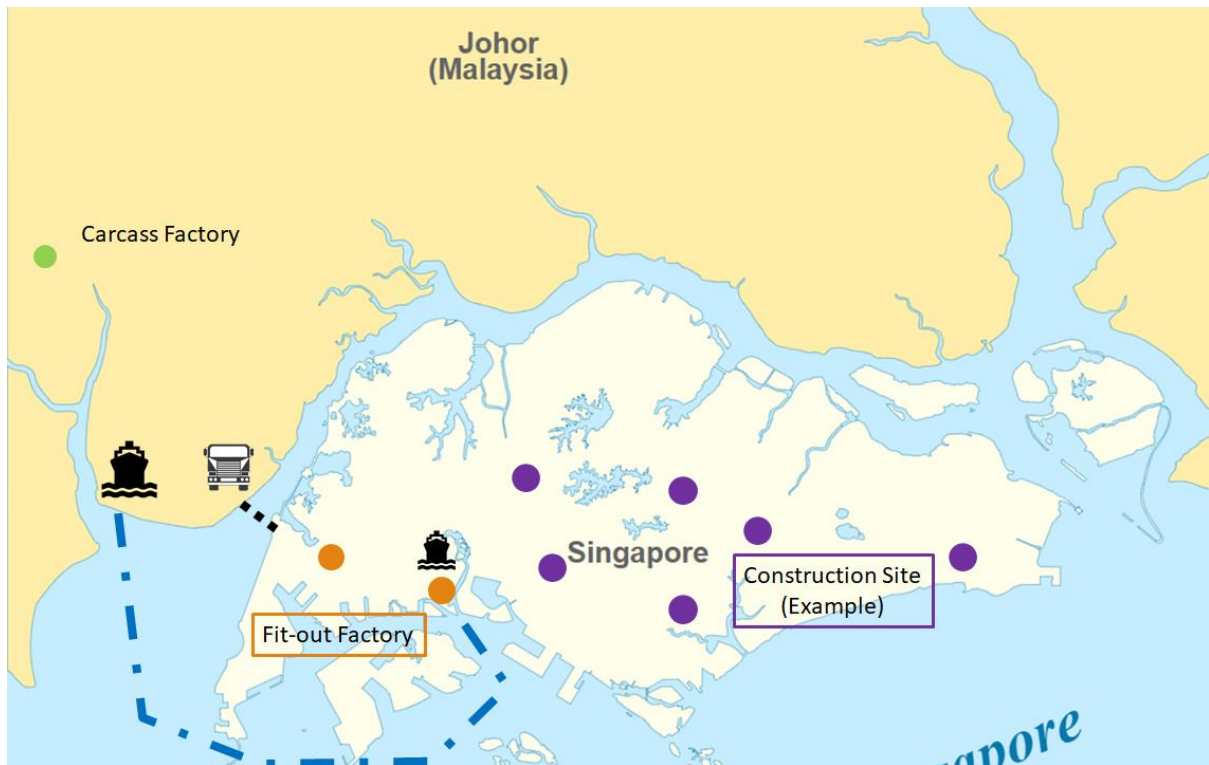 Johor
(Malaysia)
Carcass Factory
Singapore
Construction Site
(Example)
Fit-out Factory